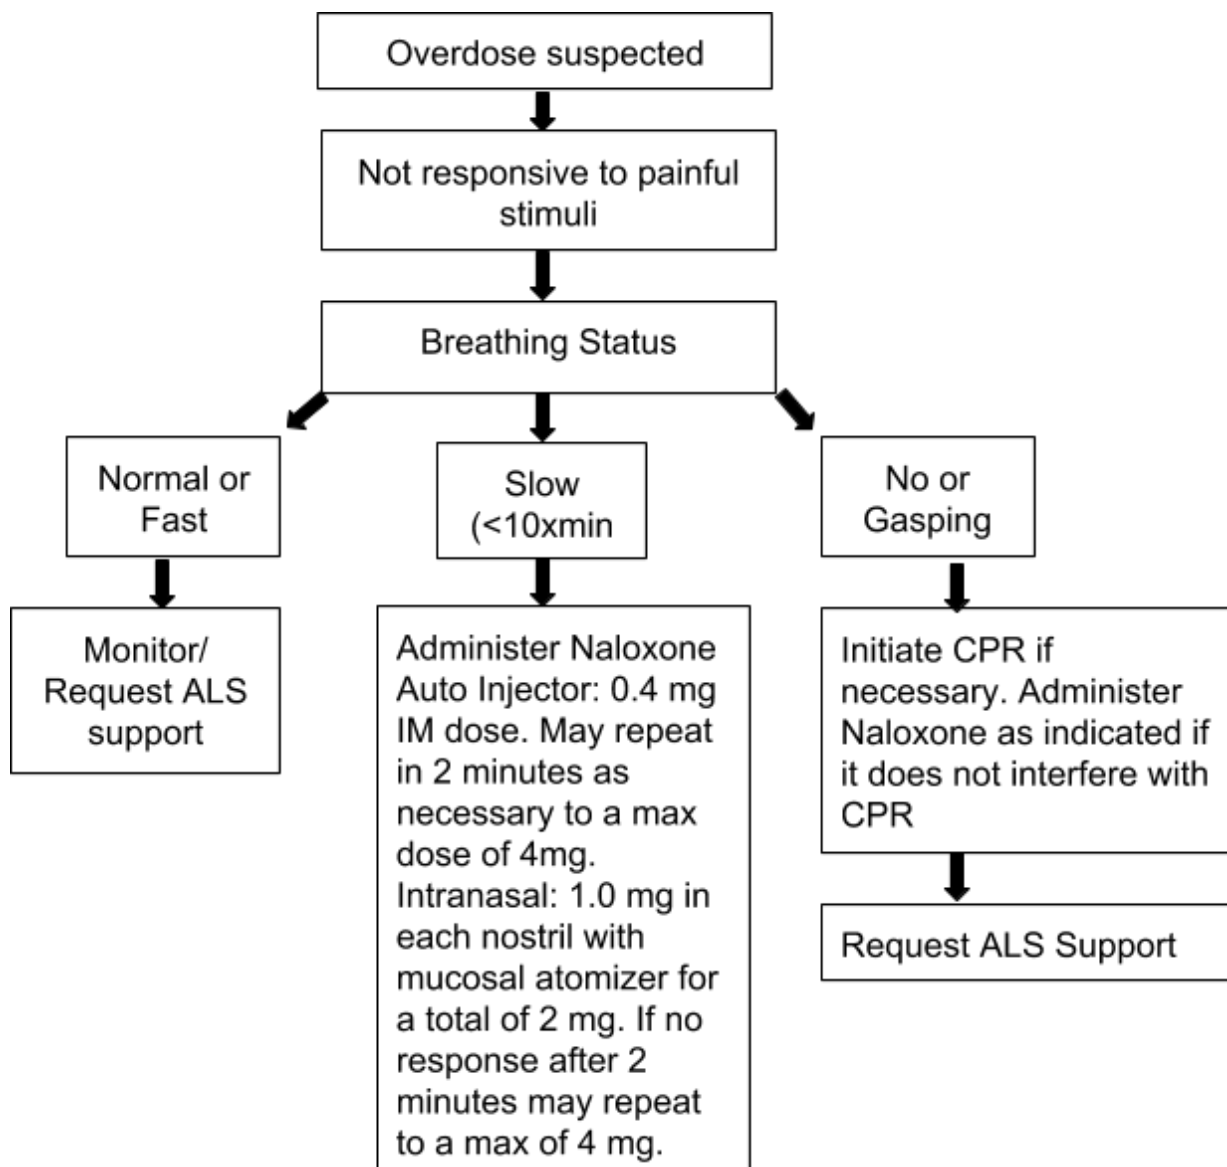 Overdose suspected
Not responsive to painful
stimuli
Breathing Status
Normal or
Fast
Monitor/
Request ALS
support
Slow
(<10xmin
Administer Naloxone
Auto Injector: 0.4 mg
IM dose. May repeat
in 2 minutes as
necessary to a max
dose of 4mg.
Intranasal: 1.0 mg in
each nostril with
mucosal atomizer for
a total of 2 mg. If no
response after 2
minutes may repeat
to a max of 4 mg.
No or
Gasping
Initiate CPR if
necessary. Administer
Naloxone as indicated if
it does not interfere with
CPR
Request ALS Support